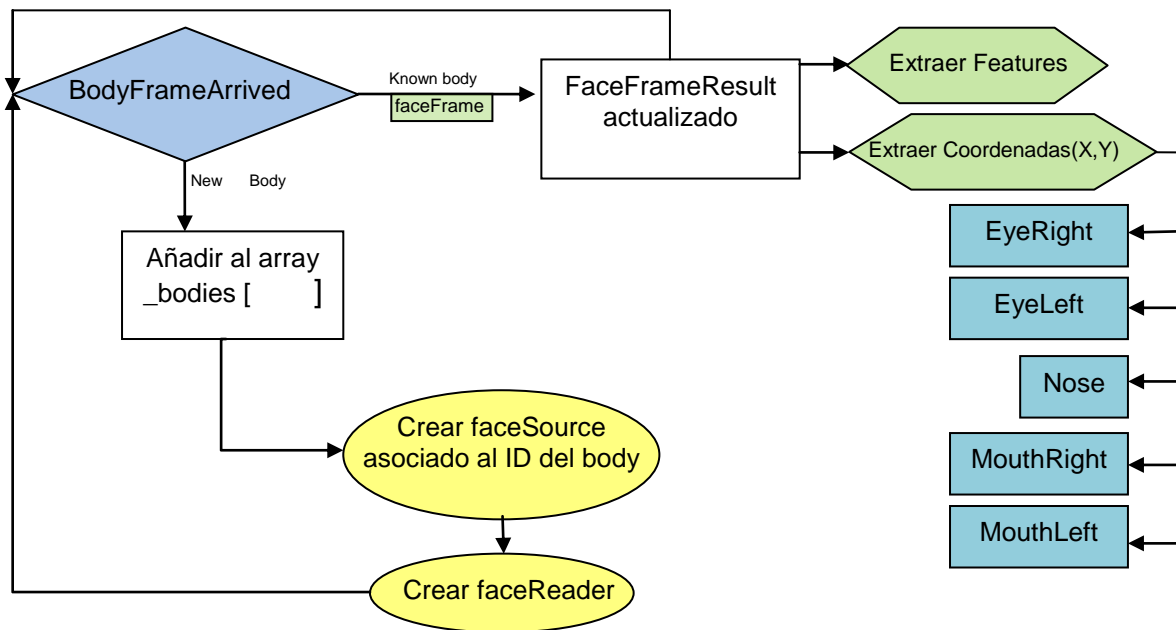 BodyFrameArrived
Known body
faceFrame
FaceFrameResult
actualizado
Extraer Features
Extraer Coordenadas(X,Y)
New Body
Añadir al array
_bodies [ ]
EyeRight
EyeLeft
Nose
MouthRight
MouthLeft
Crear faceSource
asociado al ID del body
Crear faceReader